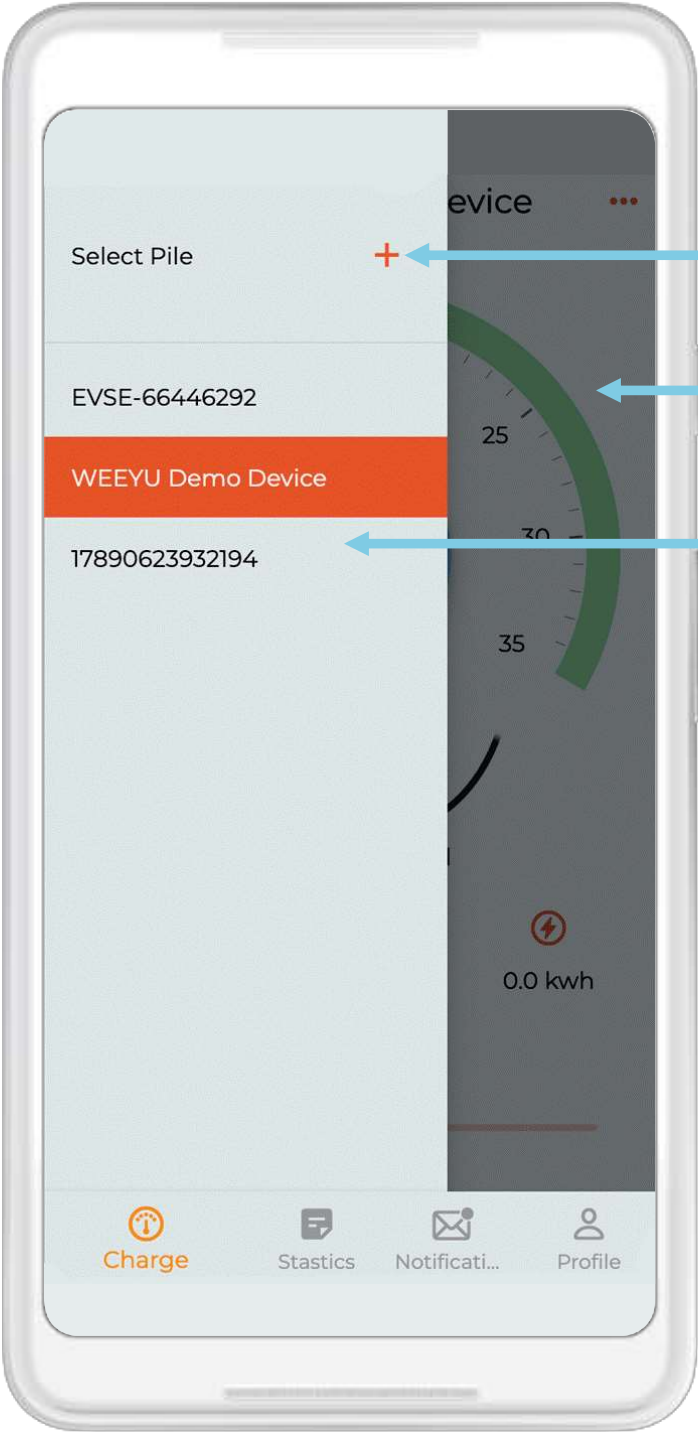 evice
Select Pile
EVSE-66446292
25
WEEYU Demo Device
30
17890623932194
35
0.0 kwh
Charge
Stastics
Notificati...
Profile